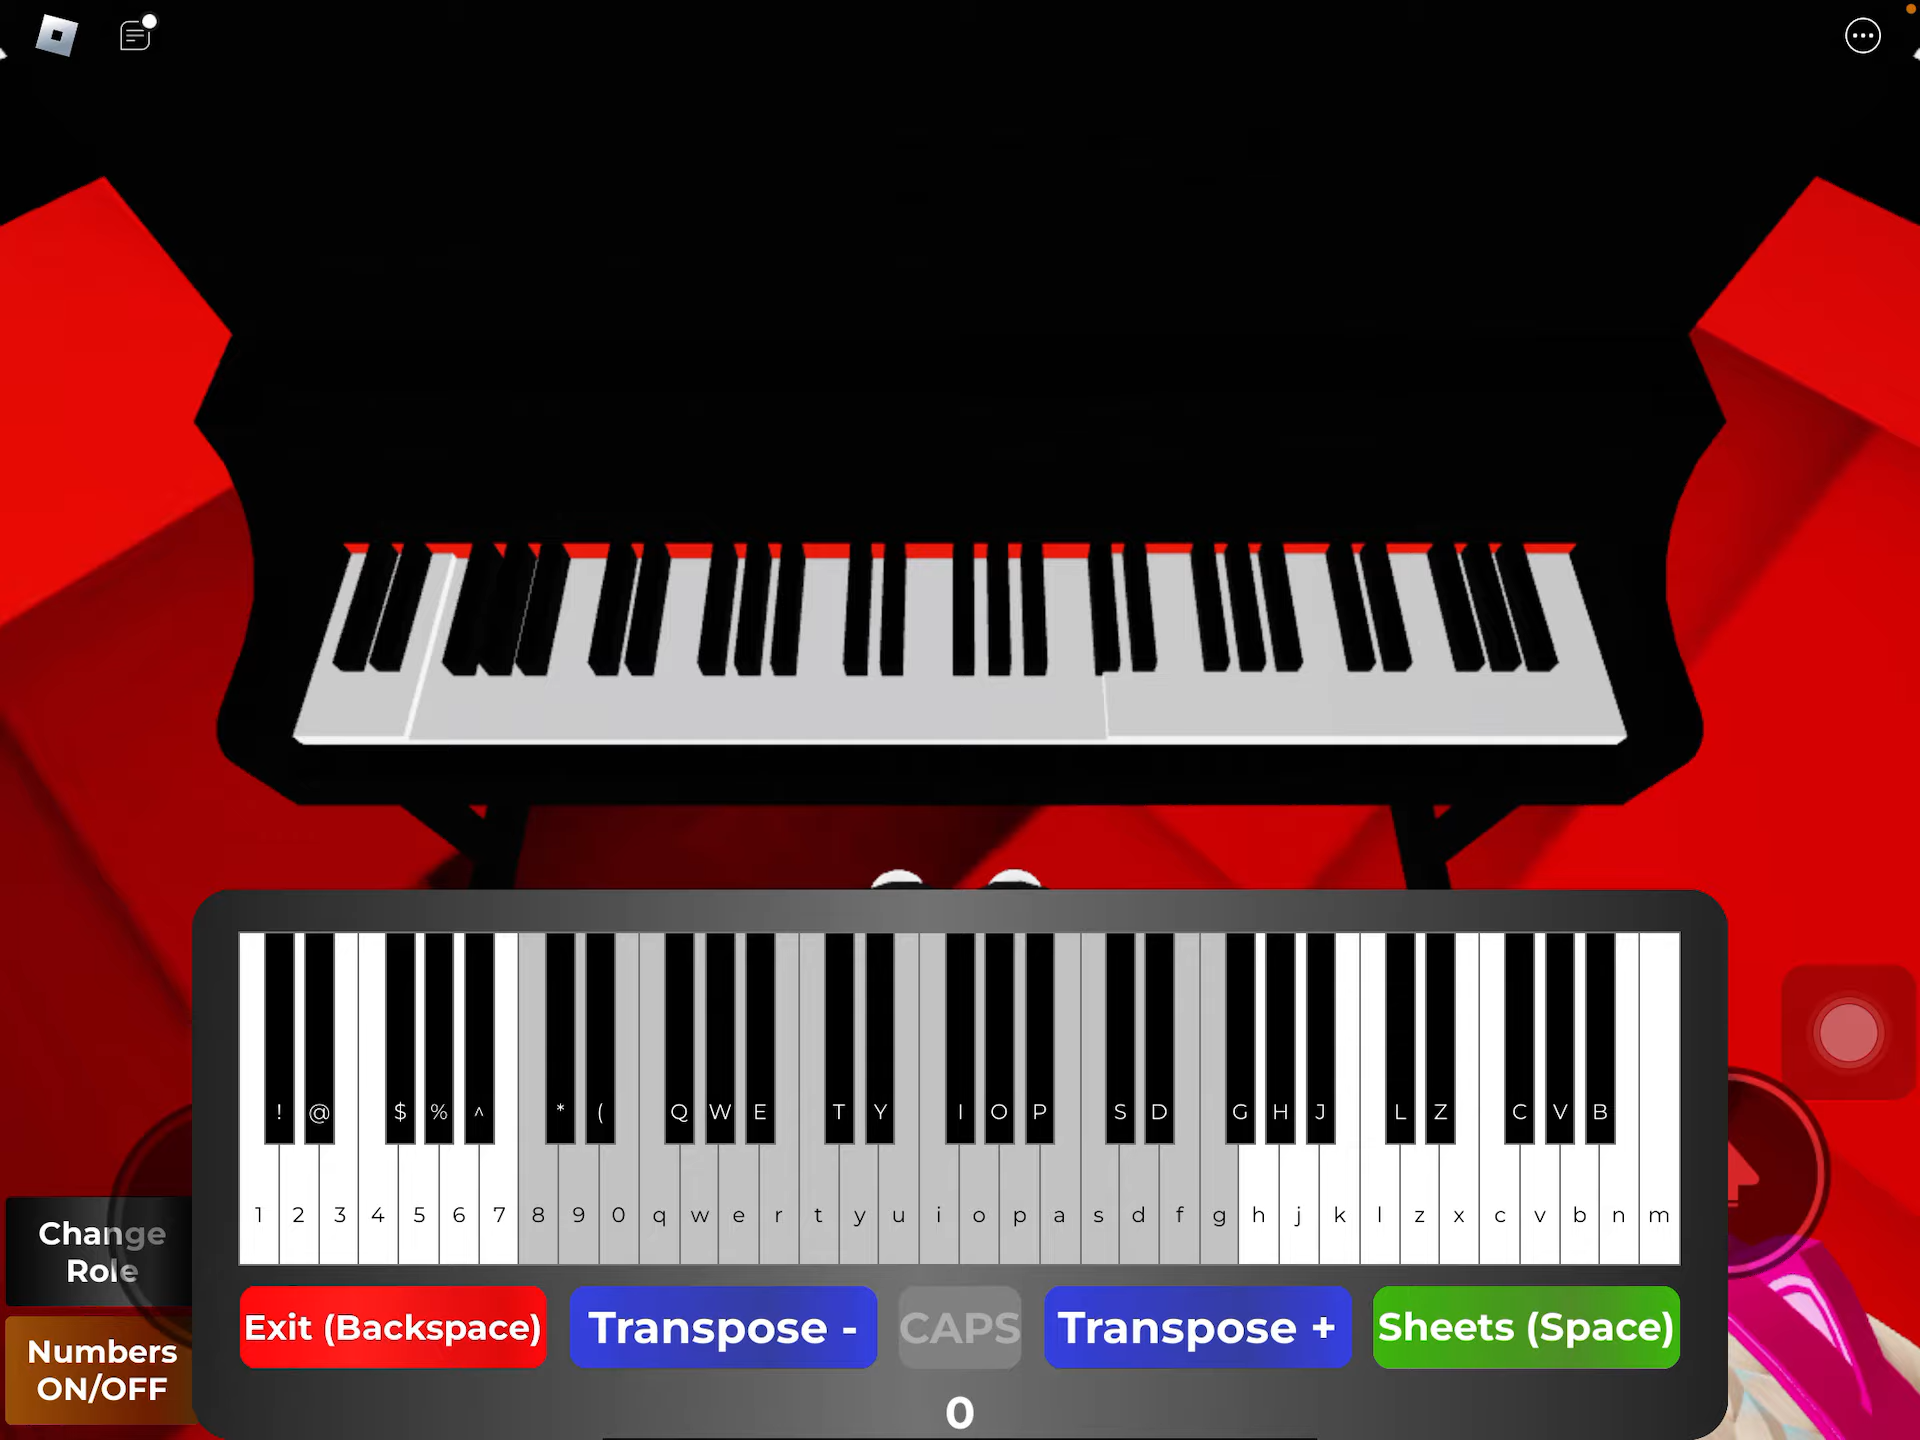 ! @ $ % ^ * ( Q W E T Y I O P S D G H J L Z C V B
1 2 3 4 5 6 7 8 9 0 q w e r t y u i o p a s d f g h j k l z x c v b n m
Change
Role
Numbers
ON/OFF
Exit (Backspace) Transpose - CAPS Transpose + Sheets (Space)
0